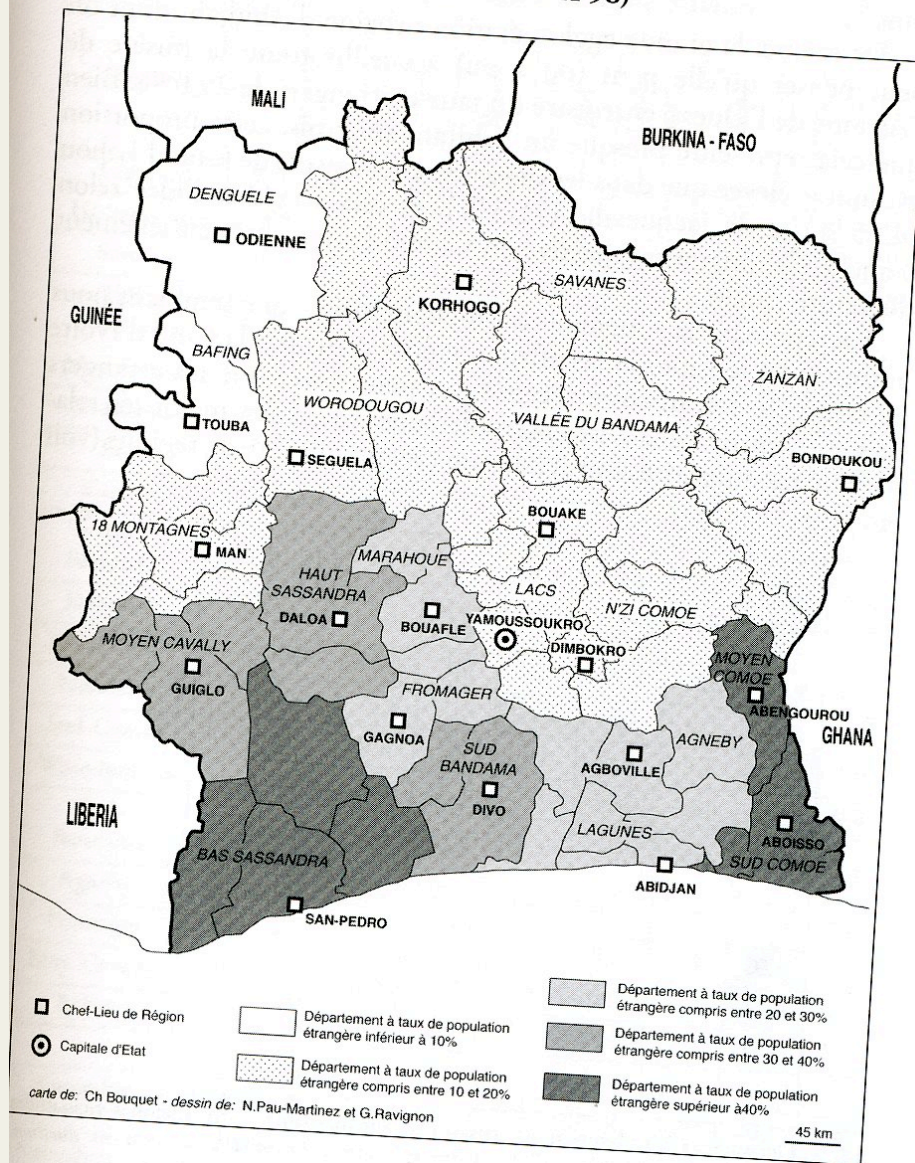 MALI
BURKINA - FASO
DENGUELE
ODIENNE
SAVANES
KORHOGO
GUINÉE
BAFING
ZANZAN
WORODOUGOU
VALLÉE DU BANDAMA
TOUBA
SEGUELA
BONDOUKOU
BOUAKE
18 MONTAGNES
MAN
MARAHOUE
HAUT
SASSANDRA
LACS
N'ZI COMOE
DALOA
BOUAFLE
YAMOUSSOUKRO
DIMBOKRO
MOYEN CAVALLY
MOYEN
COMOE
GUIGLO
FROMAGER
ABENGOUROU
GAGNOA
AGNEBY
GHANA
SUD
BANDAMA
AGBOVILLE
DIVO
LIBERIA
LAGUNES
ABOISSO
BAS SASSANDRA
SUD COMOE
ABIDJAN
SAN-PEDRO
Chef-Lieu de Région
Capitale d'Etat
Département à taux de population
étrangère inférieur à 10%
Département à taux de population
étrangère compris entre 10 et 20%
Département à taux de population
étrangère compris entre 20 et 30%
Département à taux de population
étrangère compris entre 30 et 40%
Département à taux de population
étrangère supérieur à40%
carte de: Ch Bouquet - dessin de: N.Pau-Martinez et G.Ravignon
45 km